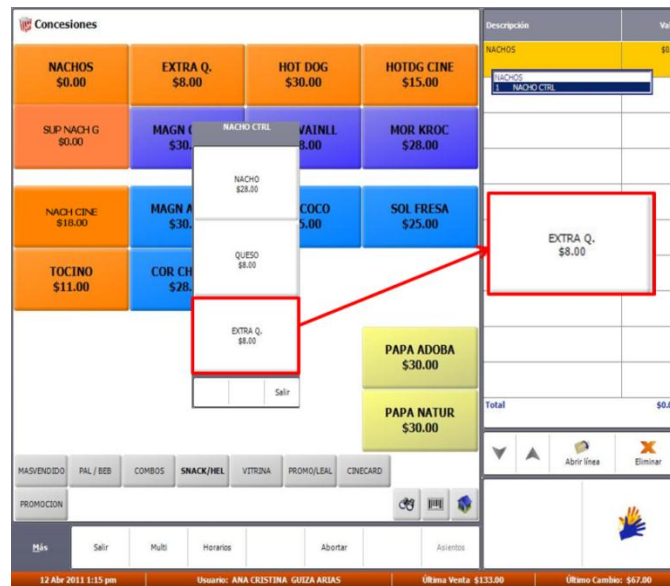 Concesiones
Descripción
NACHOS
$0.00
EXTRA Q.
$8.00
HOT DOG
$30.00
HOTDG CINE
$15.00
NACHOS
NACHOS
1 NACHO CTRL
SUP NACH G
$0.00
MAGN
$30.
NACHO CTRL
VAINLL
8.00
MOR KROC
$28.00
NACHO
$28.00
NACH CINE
$18.00
MAGN A
$30.
COCO
5.00
SOL FRESA
$25.00
QUESO
$8.00
EXTRA Q.
$8.00
TOCINO
$11.00
COR CH
$28.
EXTRA Q.
$8.00
Salir
PAPA ADOBA
$30.00
PAPA NATUR
$30.00
Total
MASVENDIDO PAL / BEB COMBOS SNACK/HEL VITRINA PROMO/LEAL CINECARD
PROMOCION
Abrir línea
Eliminar
Más Salir Multi Horarios Abortar Asientos
12 Abr 2011 1:15 pm Usuario: ANA CRISTINA GUIZA ARIAS Última Venta $133.00 Último Cambio: $67.00